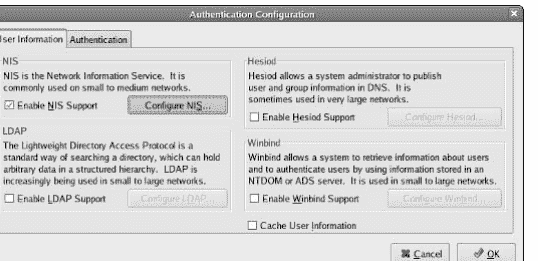 Authentication Configuration
User Information
Authentication
NIS
NIS is the Network Information Service. It is
commonly used on small to medium networks.
Enable NIS Support
Configure NIS...
LDAP
The Lightweight Directory Access Protocol is a
standard way of searching a directory, which can hold
arbitrary data in a structured hierarchy. LDAP is
increasingly being used in small to large networks.
Enable LDAP Support
Configure LDAP...
Hesiod
Hesiod allows a system administrator to publish
user and group information in DNS. It is
sometimes used in very large networks.
Enable Hesiod Support
Configure Hesiod...
Winbind
Winbind allows a system to retrieve information about users
and to authenticate users by using information stored in an
NTDOM or ADS server. It is used in small to large networks.
Enable Winbind Support
Configure Winbind...
Cache User Information
Cancel
OK